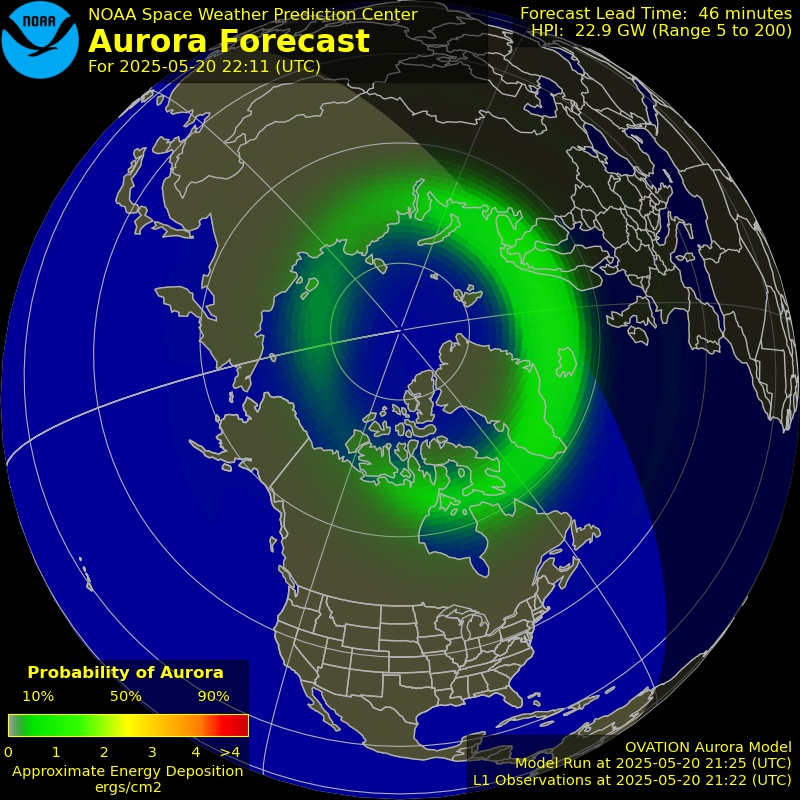 NOAA
NOAA Space Weather Prediction Center
Aurora Forecast
For 2025-05-20 22:11 (UTC)
Forecast Lead Time: 46 minutes
HPI: 22.9 GW (Range 5 to 200)
Probability of Aurora
10% 50% 90%
0 1 2 3 4 >4
Approximate Energy Deposition
ergs/cm2
OVATION Aurora Model
Model Run at 2025-05-20 21:25 (UTC)
L1 Observations at 2025-05-20 21:22 (UTC)